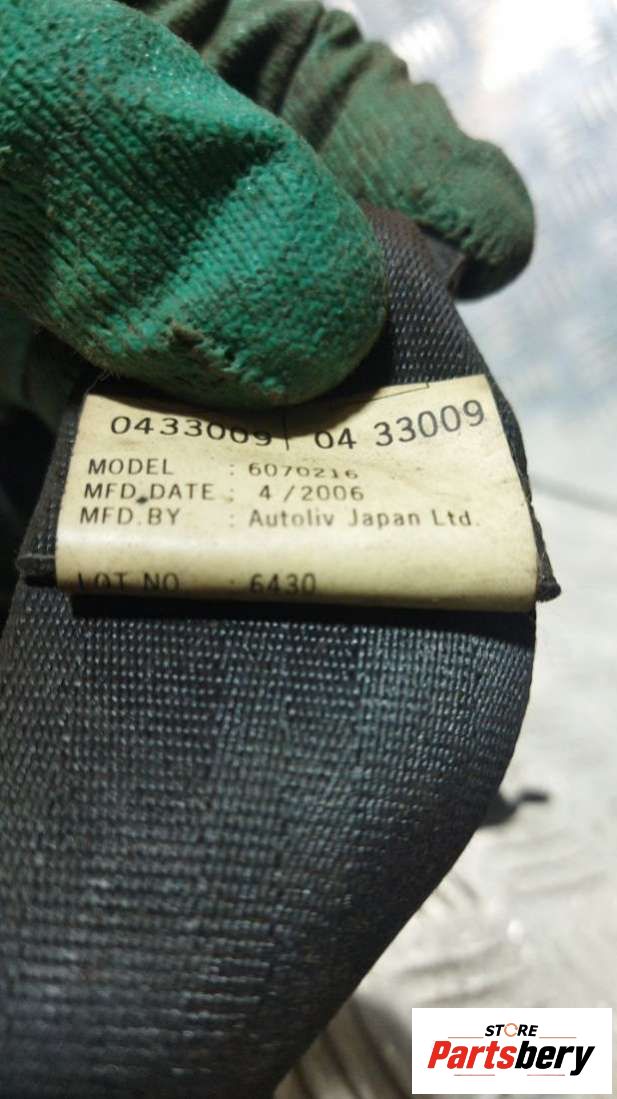 0433009 04 33009
MODEL : 6070216
MFD.DATE : 4/2006
MFD.BY : Autoliv Japan Ltd.
LOT NO. : 6430
STORE
Partsbery